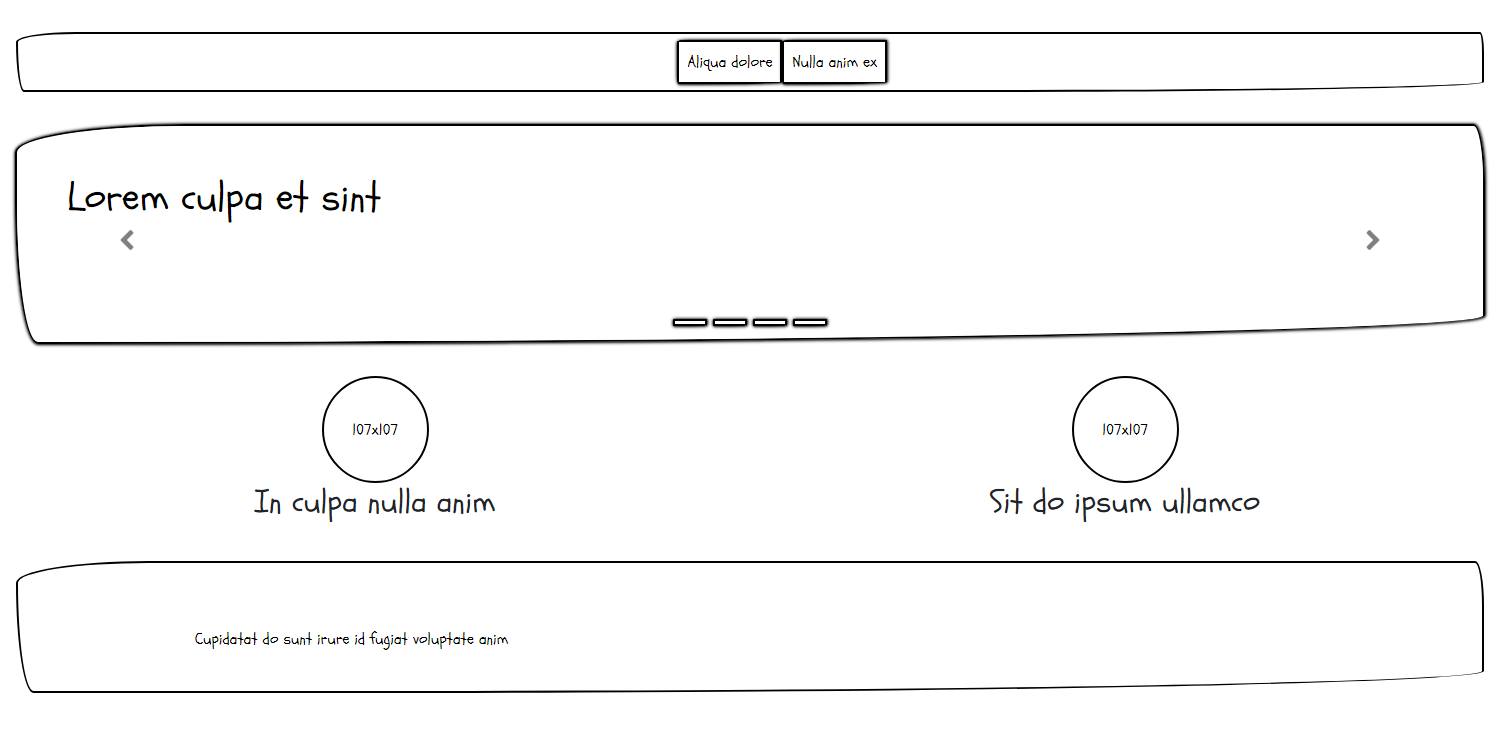 Aliqua dolore Nulla anim ex
Lorem culpa et sint
107x107 107x107
In culpa nulla anim Sit do ipsum ullamco
Cupidatat do sunt irure id fugiat voluptate anim